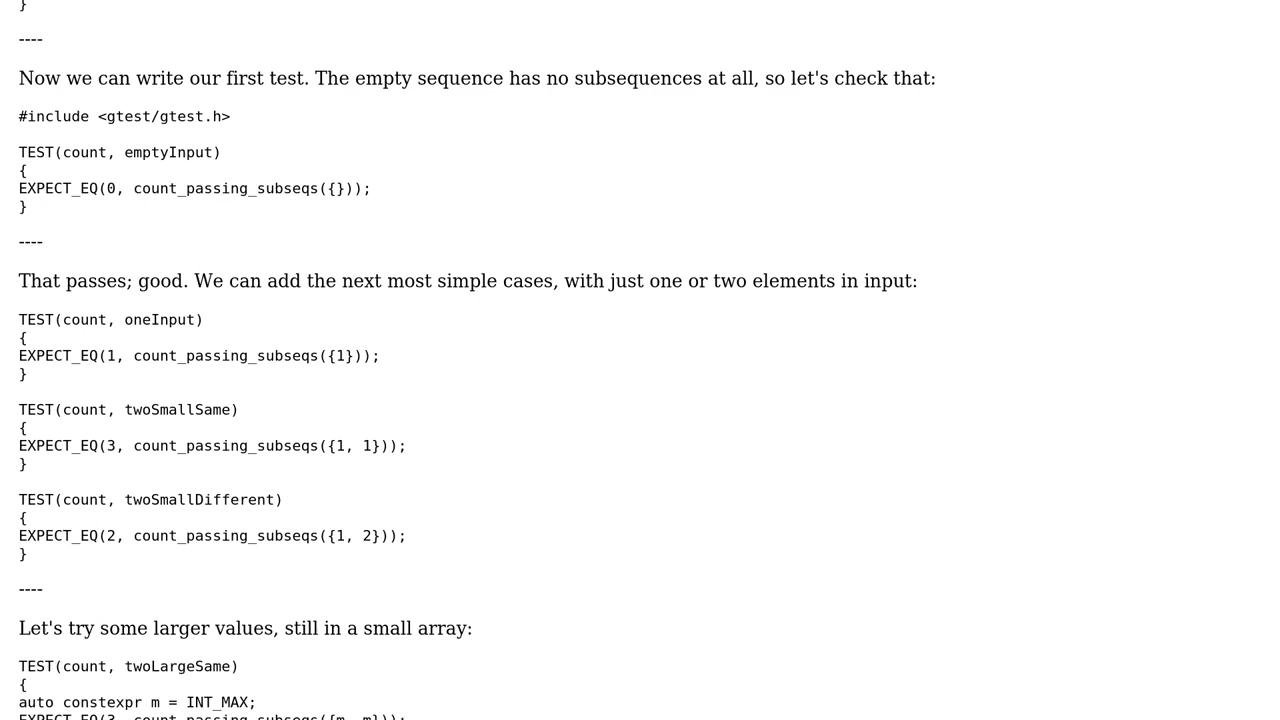 }
----
Now we can write our first test. The empty sequence has no subsequences at all, so let's check that:
#include <gtest/gtest.h>
TEST(count, emptyInput)
{
EXPECT_EQ(0, count_passing_subseqs({}));
}
----
That passes; good. We can add the next most simple cases, with just one or two elements in input:
TEST(count, oneInput)
{
EXPECT_EQ(1, count_passing_subseqs({1}));
}
TEST(count, twoSmallSame)
{
EXPECT_EQ(3, count_passing_subseqs({1, 1}));
}
TEST(count, twoSmallDifferent)
{
EXPECT_EQ(2, count_passing_subseqs({1, 2}));
}
----
Let's try some larger values, still in a small array:
TEST(count, twoLargeSame)
{
auto constexpr m = INT_MAX;
EXPECT_EQ(3, count_passing_subseqs({m, m}));